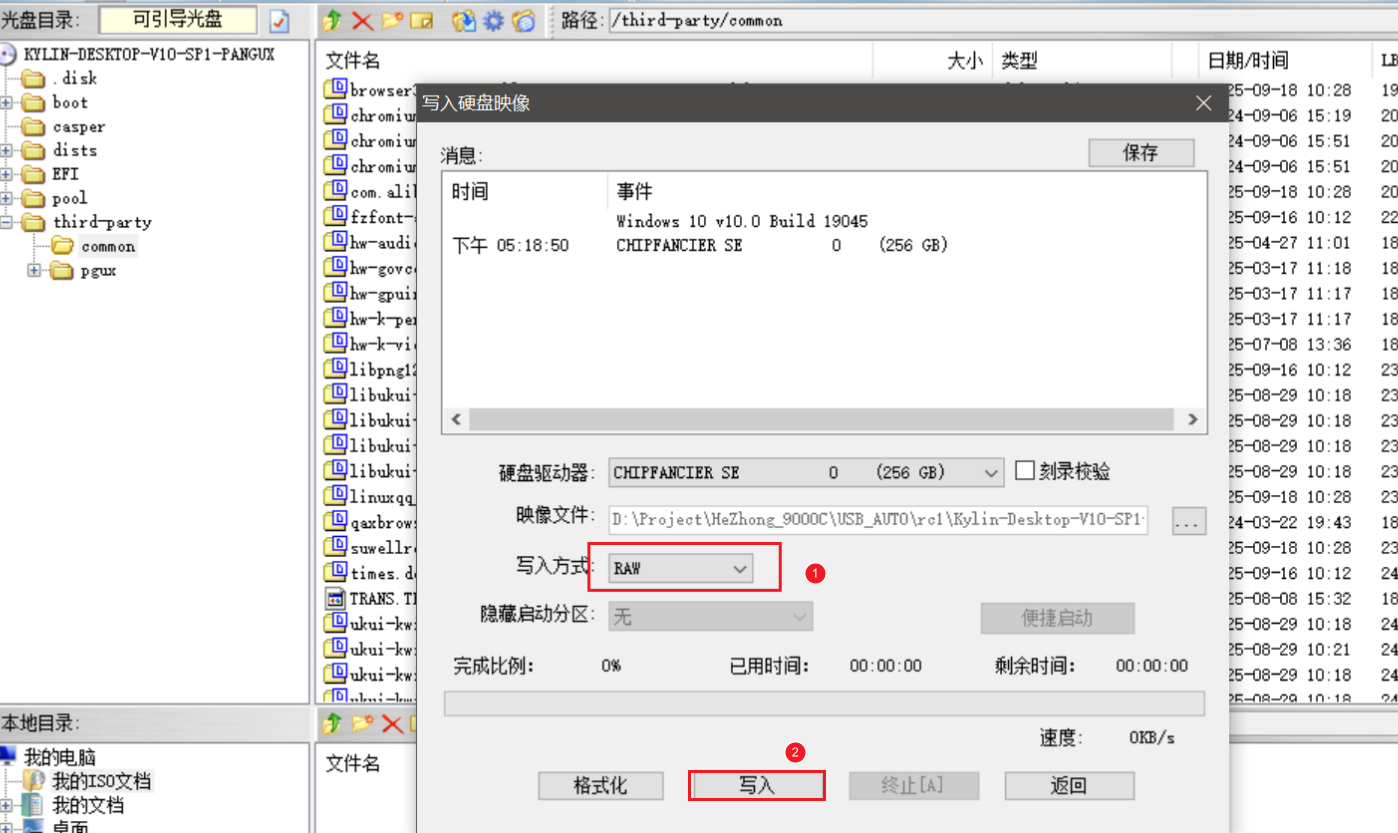 光盘目录: 可引导光盘 路径: /third-party/common
KYLIN-DESKTOP-V10-SP1-PANGUX
.disk
boot
casper
dists
EFI
pool
third-party
common
pgux
文件名 大小 类型 日期/时间 LB
browser 25-09-18 10:28 19
chromiu 24-09-06 15:19 20
chromiu 24-09-06 15:51 20
chromiu 24-09-06 15:51 20
com.alil 25-09-18 10:28 20
fzfont- 25-09-16 10:12 22
hw-audi 25-04-27 11:01 18
hw-govc 25-03-17 11:18 18
hw-gpui 25-03-17 11:17 18
hw-k-pe 25-03-17 11:17 18
hw-k-vi 25-07-08 13:36 18
libpng12 25-09-16 10:12 23
libukui- 25-08-29 10:18 23
libukui- 25-08-29 10:18 23
libukui- 25-08-29 10:18 23
libukui- 25-08-29 10:18 23
linuxqq_ 25-09-18 10:28 23
qaxbrows 24-03-22 19:43 18
suwellr 25-09-18 10:28 23
times.d 25-09-16 10:12 24
TRANS.T 25-08-08 15:32 18
ukui-kw 25-08-29 10:18 24
ukui-kw 25-08-29 10:21 24
ukui-kw 25-08-29 10:18 24
ukui-kw 25-08-29 10:18 24
写入硬盘映像
消息:
保存
时间 事件
Windows 10 v10.0 Build 19045
下午 05:18:50 CHIPFANCIER SE 0 (256 GB)
硬盘驱动器: CHIPFANCIER SE 0 (256 GB) 刻录校验
映像文件: D:\Project\HeZhong_9000C\USB_AUTO\rc1\Kylin-Desktop-V10-SP1- ...
写入方式: RAW 1
隐藏启动分区: 无 便捷启动
完成比例: 0% 已用时间: 00:00:00 剩余时间: 00:00:00
速度: 0KB/s
2
格式化 写入 终止[A] 返回
本地目录:
我的电脑
我的ISO文档
我的文档
桌面
文件名